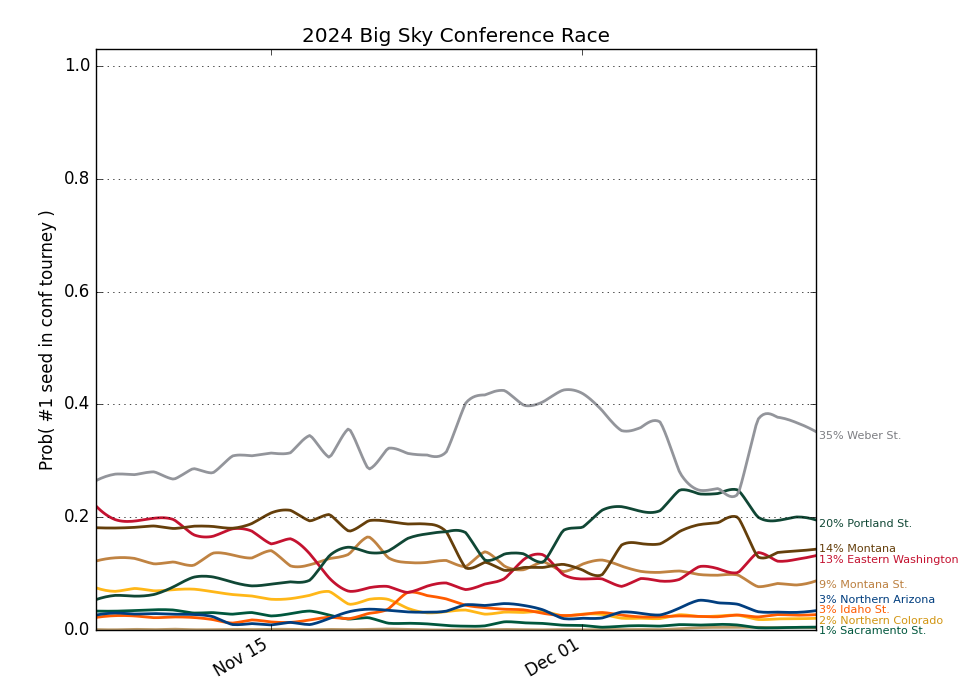 2024 Big Sky Conference Race
Prob( #1 seed in conf tourney )
1.0
0.8
0.6
0.4
0.2
0.0
Nov 15
Dec 01
35% Weber St.
20% Portland St.
14% Montana
13% Eastern Washington
9% Montana St.
3% Northern Arizona
3% Idaho St.
2% Northern Colorado
1% Sacramento St.